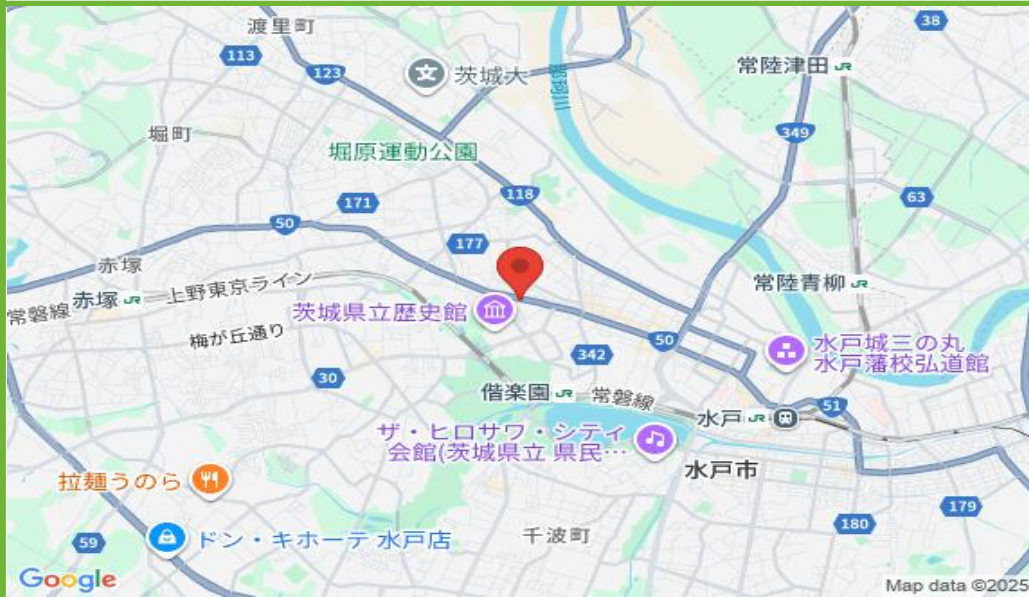 渡里町
38
113
123
文
茨城大
那珂川
常陸津田 JR
堀町
349
堀原運動公園
118
63
171
50
177
赤塚
上野東京ライン
常磐線
赤塚 JR
常陸青柳 JR
茨城県立歴史館
梅が丘通り
50
水戸城三の丸
水戸藩校弘道館
342
30
偕楽園 JR
常磐線
51
水戸 JR
ザ・ヒロサワ・シティ
会館(茨城県立 県民…
水戸市
拉麺うのら
179
180
59
ドン・キホーテ 水戸店
千波町
Google
Map data ©2025